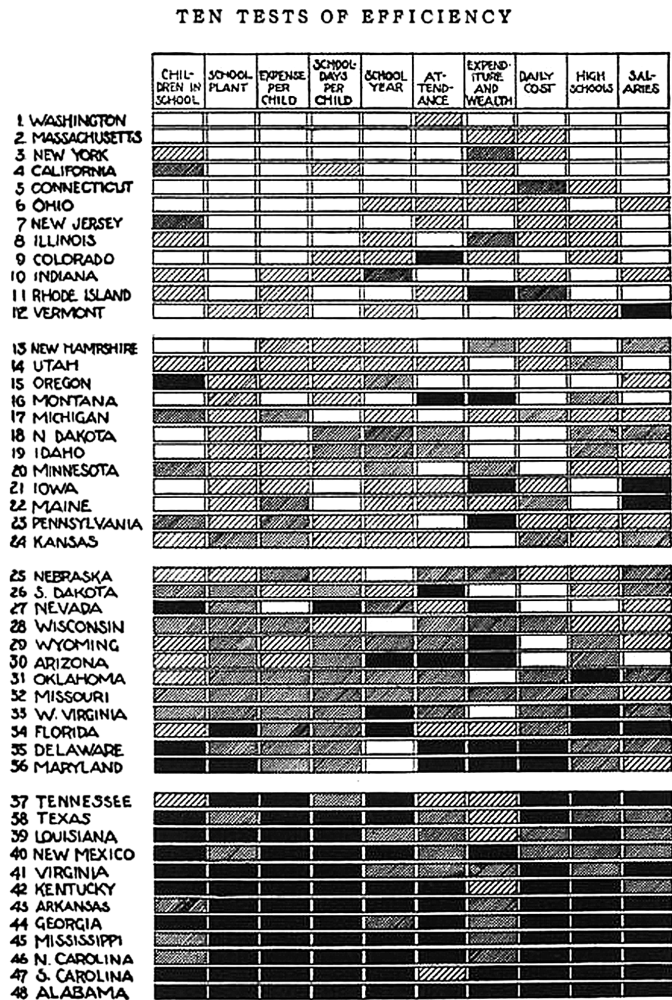 TEN TESTS OF EFFICIENCY
CHIL-
DREN IN
SCHOOL
SCHOOL
PLANT
EXPENSE
PER
CHILD
SCHOOL-
DAYS
PER
CHILD
SCHOOL
YEAR
AT-
TEND-
ANCE
EXPEND-
ITURE
AND
WEALTH
DAILY
COST
HIGH
SCHOOLS
SAL-
ARIES
1 WASHINGTON
2 MASSACHUSETTS
3 NEW YORK
4 CALIFORNIA
5 CONNECTICUT
6 OHIO
7 NEW JERSEY
8 ILLINOIS
9 COLORADO
10 INDIANA
11 RHODE ISLAND
12 VERMONT
13 NEW HAMPSHIRE
14 UTAH
15 OREGON
16 MONTANA
17 MICHIGAN
18 N DAKOTA
19 IDAHO
20 MINNESOTA
21 IOWA
22 MAINE
23 PENNSYLVANIA
24 KANSAS
25 NEBRASKA
26 S. DAKOTA
27 NEVADA
28 WISCONSIN
29 WYOMING
30 ARIZONA
31 OKLAHOMA
32 MISSOURI
33 W. VIRGINIA
34 FLORIDA
35 DELAWARE
36 MARYLAND
37 TENNESSEE
38 TEXAS
39 LOUISIANA
40 NEW MEXICO
41 VIRGINIA
42 KENTUCKY
43 ARKANSAS
44 GEORGIA
45 MISSISSIPPI
46 N. CAROLINA
47 S. CAROLINA
48 ALABAMA